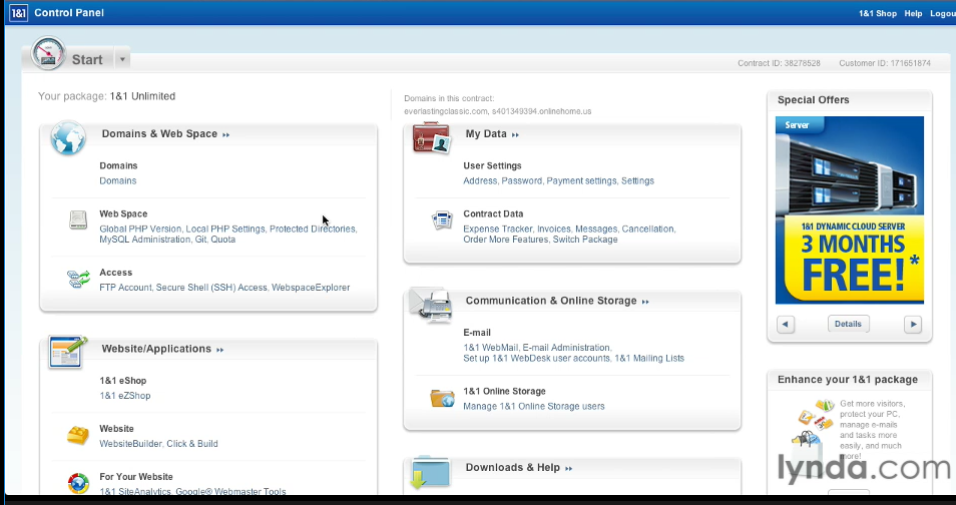 1&1 Control Panel
1&1 Shop Help Logou
Start
Contract ID: 38278528 Customer ID: 171651874
Your package: 1&1 Unlimited
Domains in this contract:
everlastingclassic.com, s401349394.onlinehome.us
Domains & Web Space
Domains
Domains
Web Space
Global PHP Version, Local PHP Settings, Protected Directories,
MySQL Administration, Git, Quota
Access
FTP Account, Secure Shell (SSH) Access, WebspaceExplorer
Website/Applications
1&1 eShop
1&1 eZShop
Website
WebsiteBuilder, Click & Build
For Your Website
1&1 SiteAnalytics, Google® Webmaster Tools
My Data
User Settings
Address, Password, Payment settings, Settings
Contract Data
Expense Tracker, Invoices, Messages, Cancellation,
Order More Features, Switch Package
Communication & Online Storage
E-mail
1&1 WebMail, E-mail Administration,
Set up 1&1 WebDesk user accounts, 1&1 Mailing Lists
1&1 Online Storage
Manage 1&1 Online Storage users
Downloads & Help
Special Offers
Server
1&1 DYNAMIC CLOUD SERVER
3 MONTHS
FREE!*
Details
Enhance your 1&1 package
Get more visitors,
protect your PC,
manage e-mails
and tasks more
easily, and much
more!
lynda.com